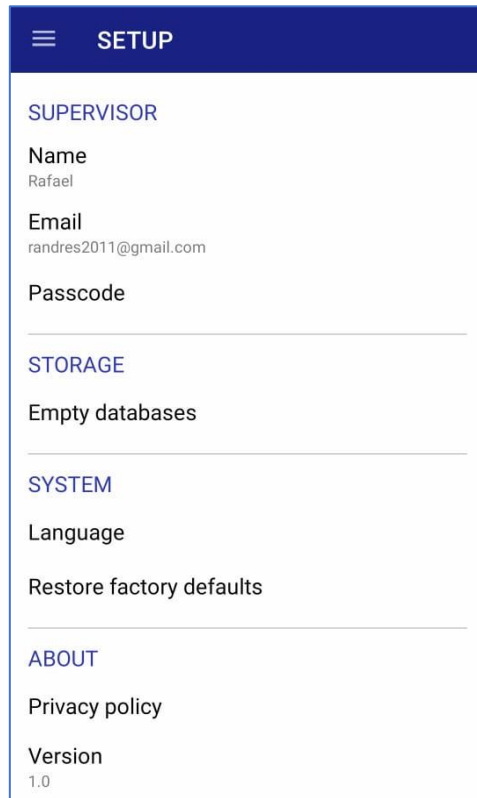 SETUP
SUPERVISOR
Name
Rafael
Email
randres2011@gmail.com
Passcode
STORAGE
Empty databases
SYSTEM
Language
Restore factory defaults
ABOUT
Privacy policy
Version
1.0